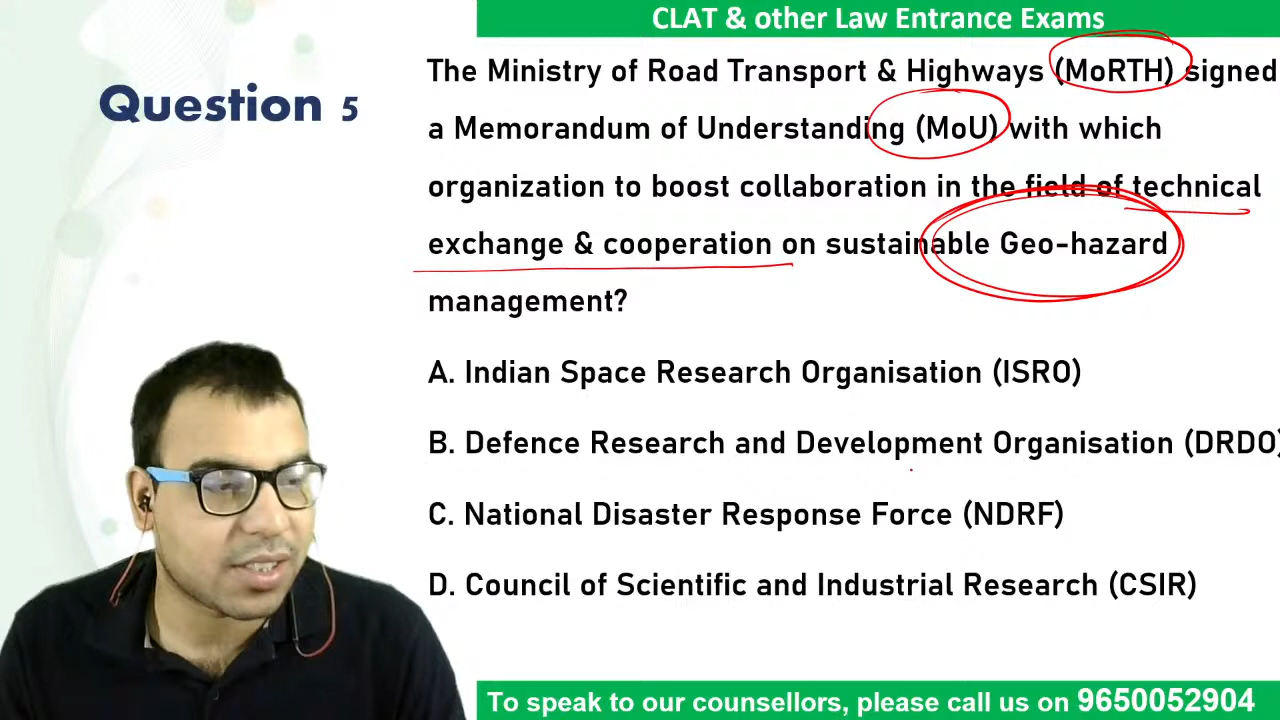 CLAT & other Law Entrance Exams
Question 5
The Ministry of Road Transport & Highways (MoRTH) signed
a Memorandum of Understanding (MoU) with which
organization to boost collaboration in the field of technical
exchange & cooperation on sustainable Geo-hazard
management?
A. Indian Space Research Organisation (ISRO)
B. Defence Research and Development Organisation (DRDO)
C. National Disaster Response Force (NDRF)
D. Council of Scientific and Industrial Research (CSIR)
To speak to our counsellors, please call us on 9650052904